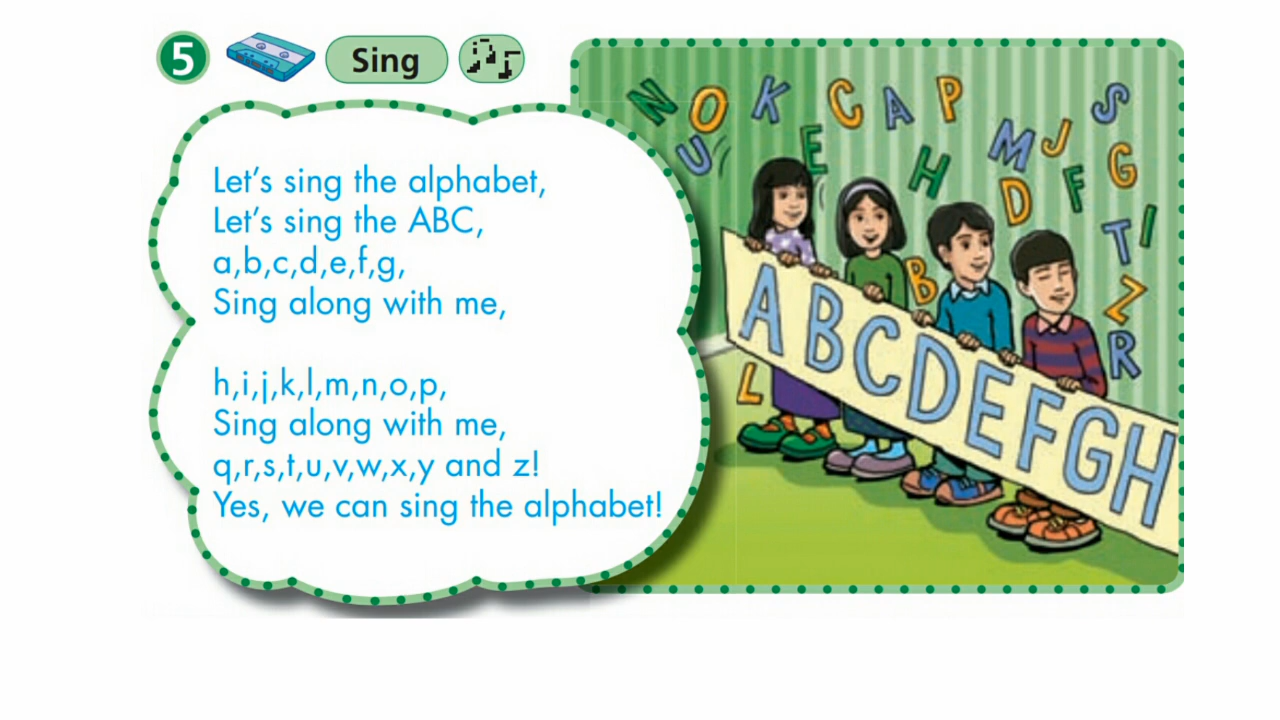 5 Sing
Let's sing the alphabet,
Let's sing the ABC,
a,b,c,d,e,f,g,
Sing along with me,
h,i,j,k,l,m,n,o,p,
Sing along with me,
q,r,s,t,u,v,w,x,y and z!
Yes, we can sing the alphabet!
N O K C A P S
U E H M J F G
D I T
B Z
R
L
ABCDEFGH